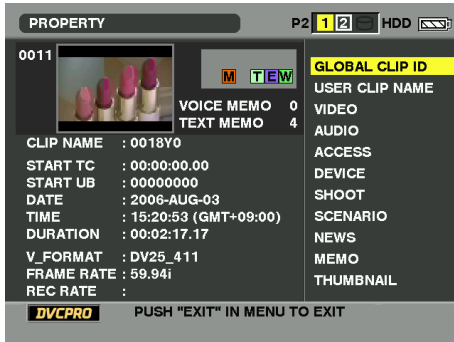 PROPERTY
P2 1 2 HDD
0011
M T E W
VOICE MEMO 0
TEXT MEMO 4
CLIP NAME : 0018Y0
START TC : 00:00:00.00
START UB : 00000000
DATE : 2006-AUG-03
TIME : 15:20:53 (GMT+09:00)
DURATION : 00:02:17.17
V_FORMAT : DV25_411
FRAME RATE : 59.94i
REC RATE :
GLOBAL CLIP ID
USER CLIP NAME
VIDEO
AUDIO
ACCESS
DEVICE
SHOOT
SCENARIO
NEWS
MEMO
THUMBNAIL
DVCPRO PUSH "EXIT" IN MENU TO EXIT